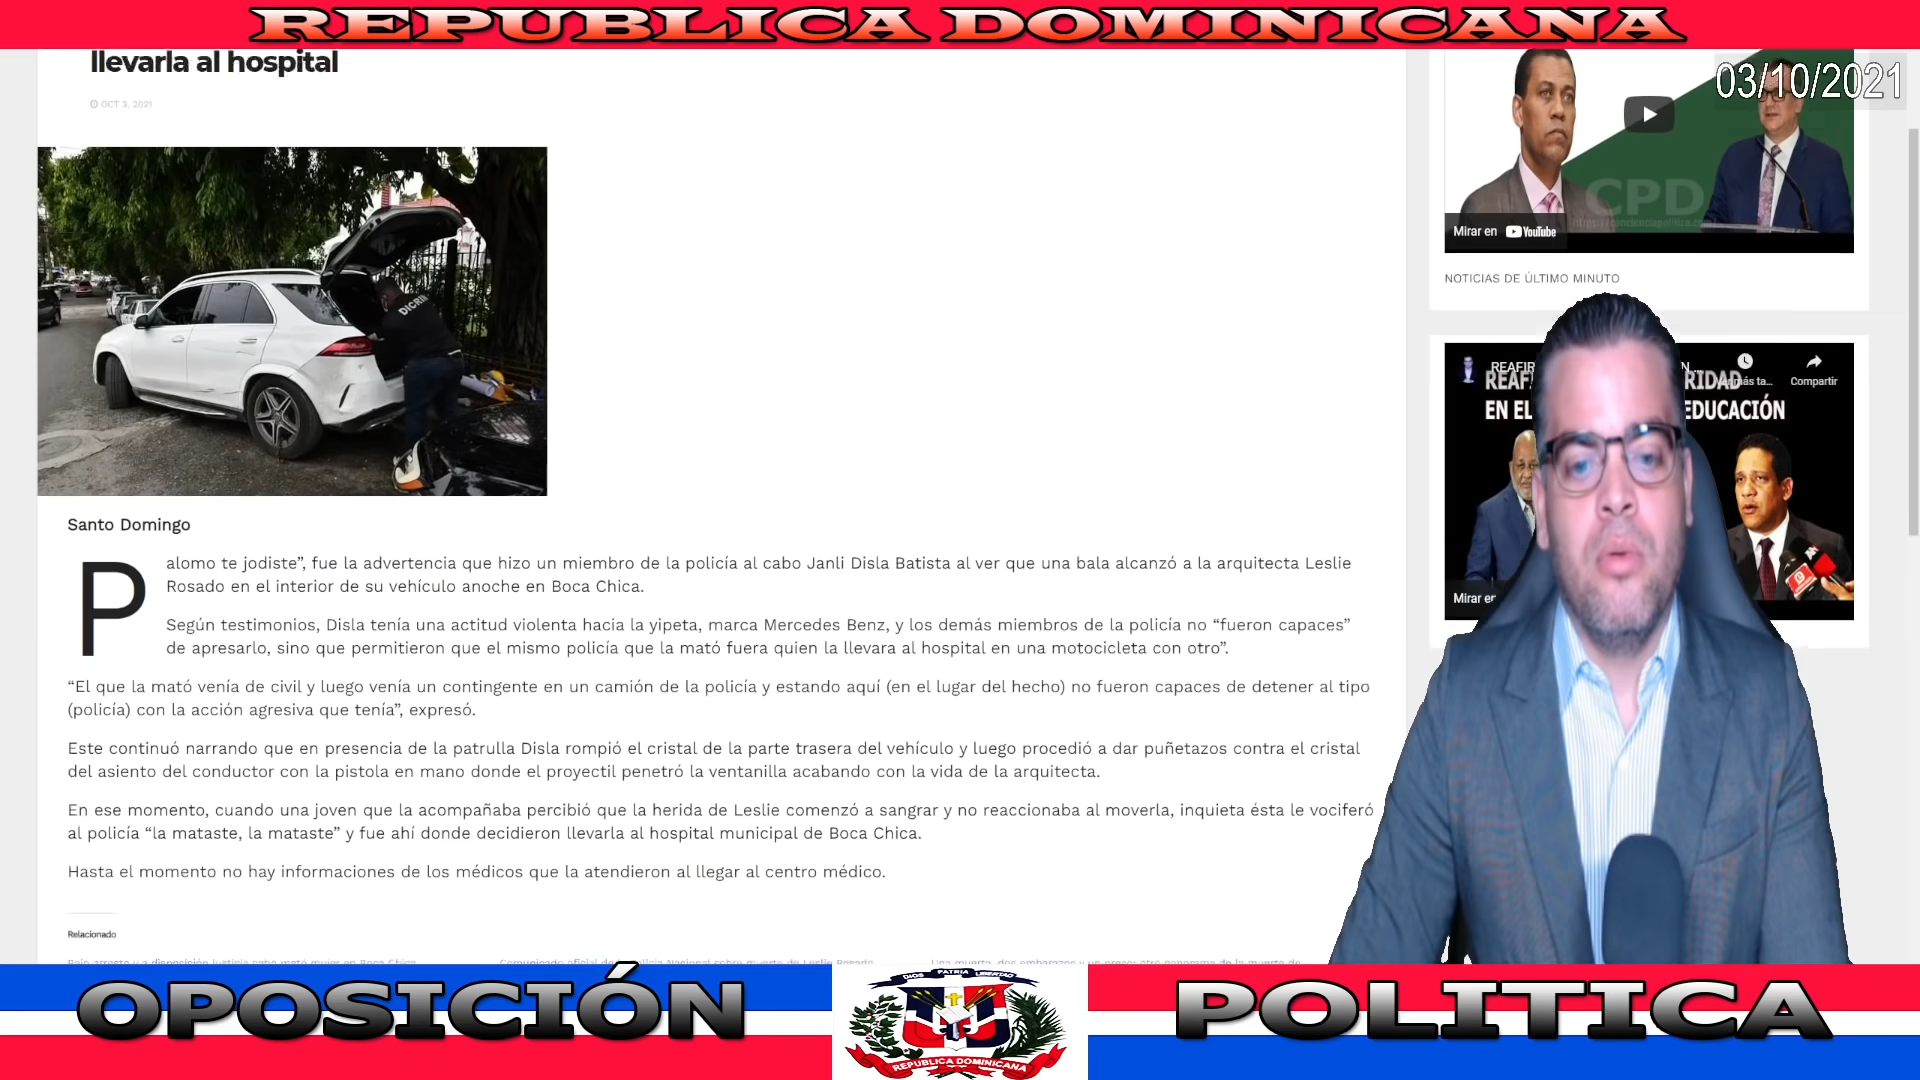 REPUBLICA DOMINICANA
llevarla al hospital
OCT 3, 2021
03/10/2021
CPD
Mirar en YouTube
NOTICIAS DE ÚLTIMO MINUTO
Compartir
EN EL
EDUCACIÓN
DICRIM
Santo Domingo
Palomo te jodiste”, fue la advertencia que hizo un miembro de la policía al cabo Janli Disla Batista al ver que una bala alcanzó a la arquitecta Leslie
Rosado en el interior de su vehículo anoche en Boca Chica.
Según testimonios, Disla tenía una actitud violenta hacia la yipeta, marca Mercedes Benz, y los demás miembros de la policía no “fueron capaces”
de apresarlo, sino que permitieron que el mismo policía que la mató fuera quien la llevara al hospital en una motocicleta con otro”.
“El que la mató venía de civil y luego venía un contingente en un camión de la policía y estando aquí (en el lugar del hecho) no fueron capaces de detener al tipo
(policía) con la acción agresiva que tenía”, expresó.
Este continuó narrando que en presencia de la patrulla Disla rompió el cristal de la parte trasera del vehículo y luego procedió a dar puñetazos contra el cristal
del asiento del conductor con la pistola en mano donde el proyectil penetró la ventanilla acabando con la vida de la arquitecta.
En ese momento, cuando una joven que la acompañaba percibió que la herida de Leslie comenzó a sangrar y no reaccionaba al moverla, inquieta ésta le vociferó
al policía “la mataste, la mataste” y fue ahí donde decidieron llevarla al hospital municipal de Boca Chica.
Hasta el momento no hay informaciones de los médicos que la atendieron al llegar al centro médico.
Mirar en
Relacionado
DIOS PATRIA LIBERTAD
OPOSICIÓN
REPUBLICA DOMINICANA
POLITICA